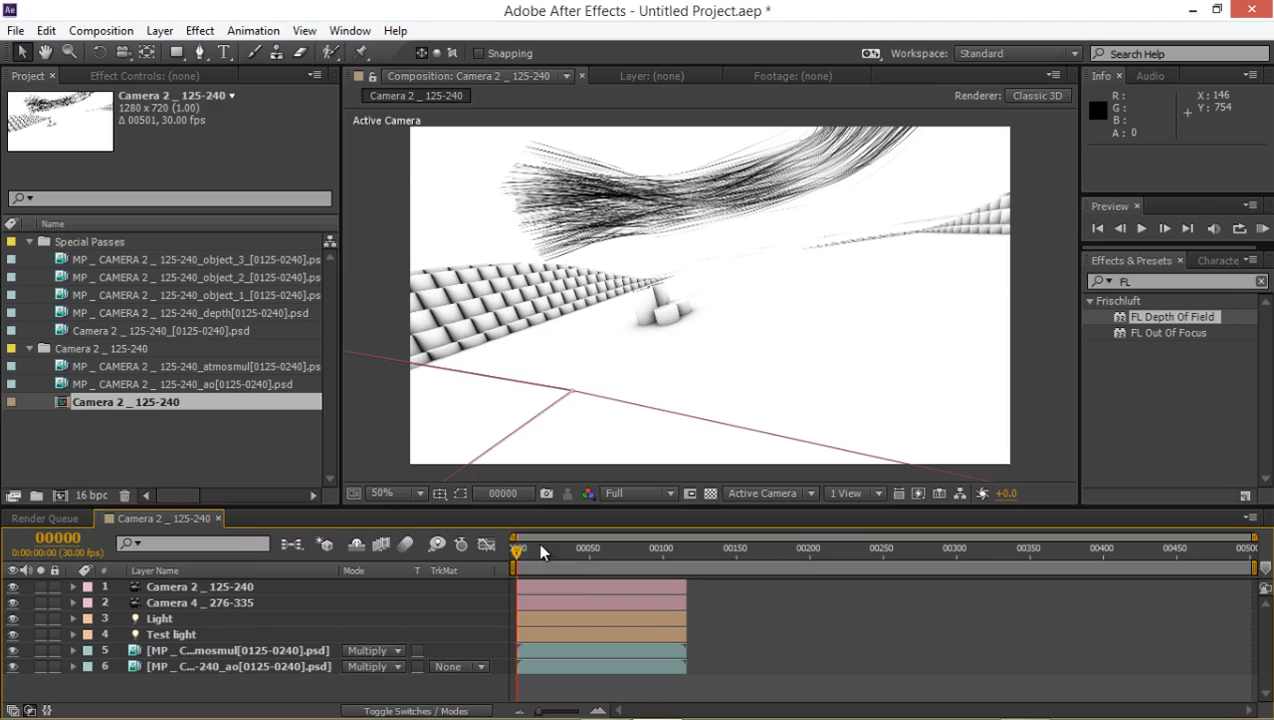 Ae
Adobe After Effects - Untitled Project.aep *
File Edit Composition Layer Effect Animation View Window Help
Snapping
Workspace: Standard
Search Help
Project Effect Controls: (none)
Composition: Camera 2 _ 125-240
Layer: (none)
Footage: (none)
Info Audio
Camera 2 _ 125-240
1280 x 720 (1.00)
Δ 00501, 30.00 fps
Camera 2 _ 125-240
Renderer: Classic 3D
Active Camera
R :
G :
B :
A : 0
X : 146
Y : 754
Preview
Name
Special Passes
MP _ CAMERA 2 _ 125-240_object_3_[0125-0240].ps
MP _ CAMERA 2 _ 125-240_object_2_[0125-0240].ps
MP _ CAMERA 2 _ 125-240_object_1_[0125-0240].ps
MP _ CAMERA 2 _ 125-240_depth[0125-0240].psd
Camera 2 _ 125-240_[0125-0240].psd
Camera 2 _ 125-240
MP _ CAMERA 2 _ 125-240_atmosmul[0125-0240].ps
MP _ CAMERA 2 _ 125-240_ao[0125-0240].psd
Camera 2 _ 125-240
Effects & Presets Characte
FL
Frischluft
FL Depth Of Field
FL Out Of Focus
16 bpc
50% 00000 Full Active Camera 1 View +0.0
Render Queue Camera 2 _ 125-240
00000
0:00:00:00 (30.00 fps)
00050 00100 00150 00200 00250 00300 00350 00400 00450
# Layer Name Mode T TrkMat
1 Camera 2 _ 125-240
2 Camera 4 _ 276-335
3 Light
4 Test light
5 [MP _ C...mosmul[0125-0240].psd] Multiply
6 [MP _ C...-240_ao[0125-0240].psd] Multiply None
Toggle Switches / Modes